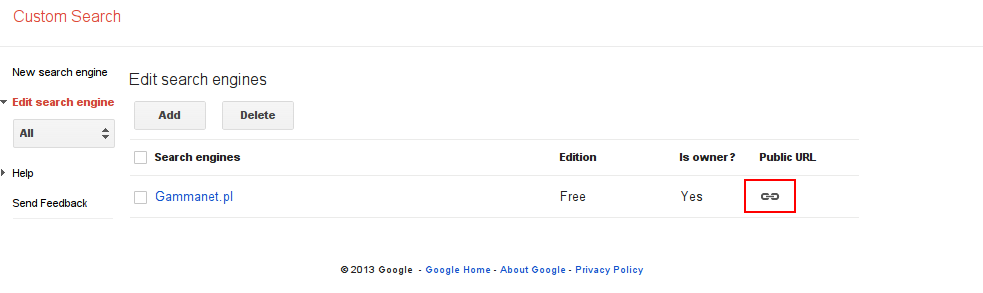 Custom Search
New search engine
Edit search engine
All
Help
Send Feedback
Edit search engines
Add Delete
Search engines Edition Is owner? Public URL
Gammanet.pl Free Yes
© 2013 Google - Google Home - About Google - Privacy Policy